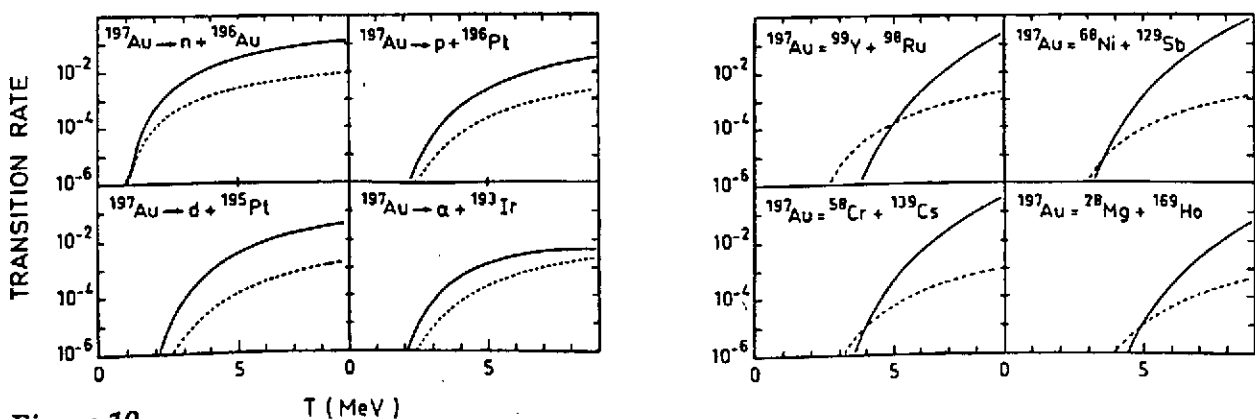 ¹⁹⁷Au→n+¹⁹⁶Au
¹⁹⁷Au→p+¹⁹⁶Pt
10⁻²
10⁻⁴
10⁻⁶
¹⁹⁷Au→d+¹⁹⁵Pt
¹⁹⁷Au→α+¹⁹³Ir
10⁻²
10⁻⁴
10⁻⁶
0 5 0 5
TRANSITION RATE
T (MeV)
¹⁹⁷Au=⁹⁹Y+⁹⁸Ru
¹⁹⁷Au=⁶⁸Ni+¹²⁹Sb
10⁻²
10⁻⁴
10⁻⁶
¹⁹⁷Au=⁵⁸Cr+¹³⁹Cs
¹⁹⁷Au=²⁸Mg+¹⁶⁹Ho
10⁻²
10⁻⁴
10⁻⁶
0 5 0 5
Figure 10